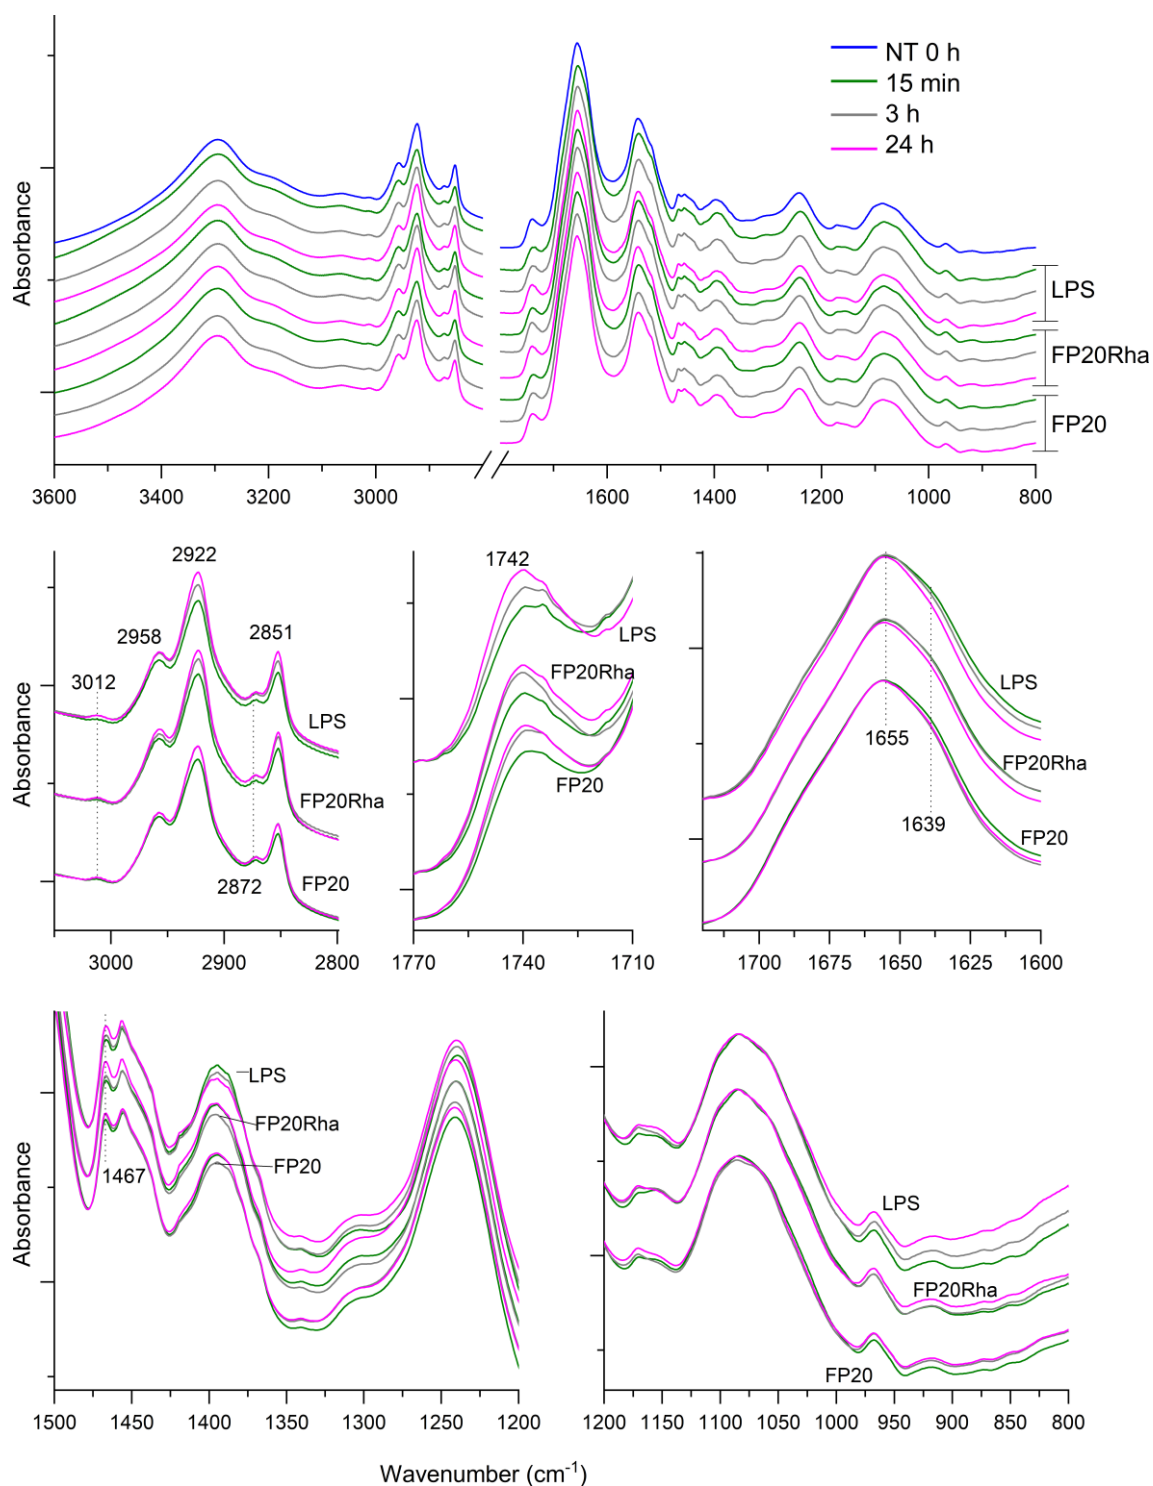 NT 0 h
15 min
3 h
24 h
Absorbance
LPS
FP20Rha
FP20
3600 3400 3200 3000 1600 1400 1200 1000 800
2922
2958
2851
3012
LPS
FP20Rha
2872
FP20
Absorbance
3000 2900 2800
1742
LPS
FP20Rha
FP20
1770 1740 1710
LPS
1655
FP20Rha
1639
FP20
1700 1675 1650 1625 1600
LPS
FP20Rha
FP20
1467
Absorbance
1500 1450 1400 1350 1300 1250 1200
LPS
FP20Rha
FP20
1200 1150 1100 1050 1000 950 900 850 800
Wavenumber (cm⁻¹)